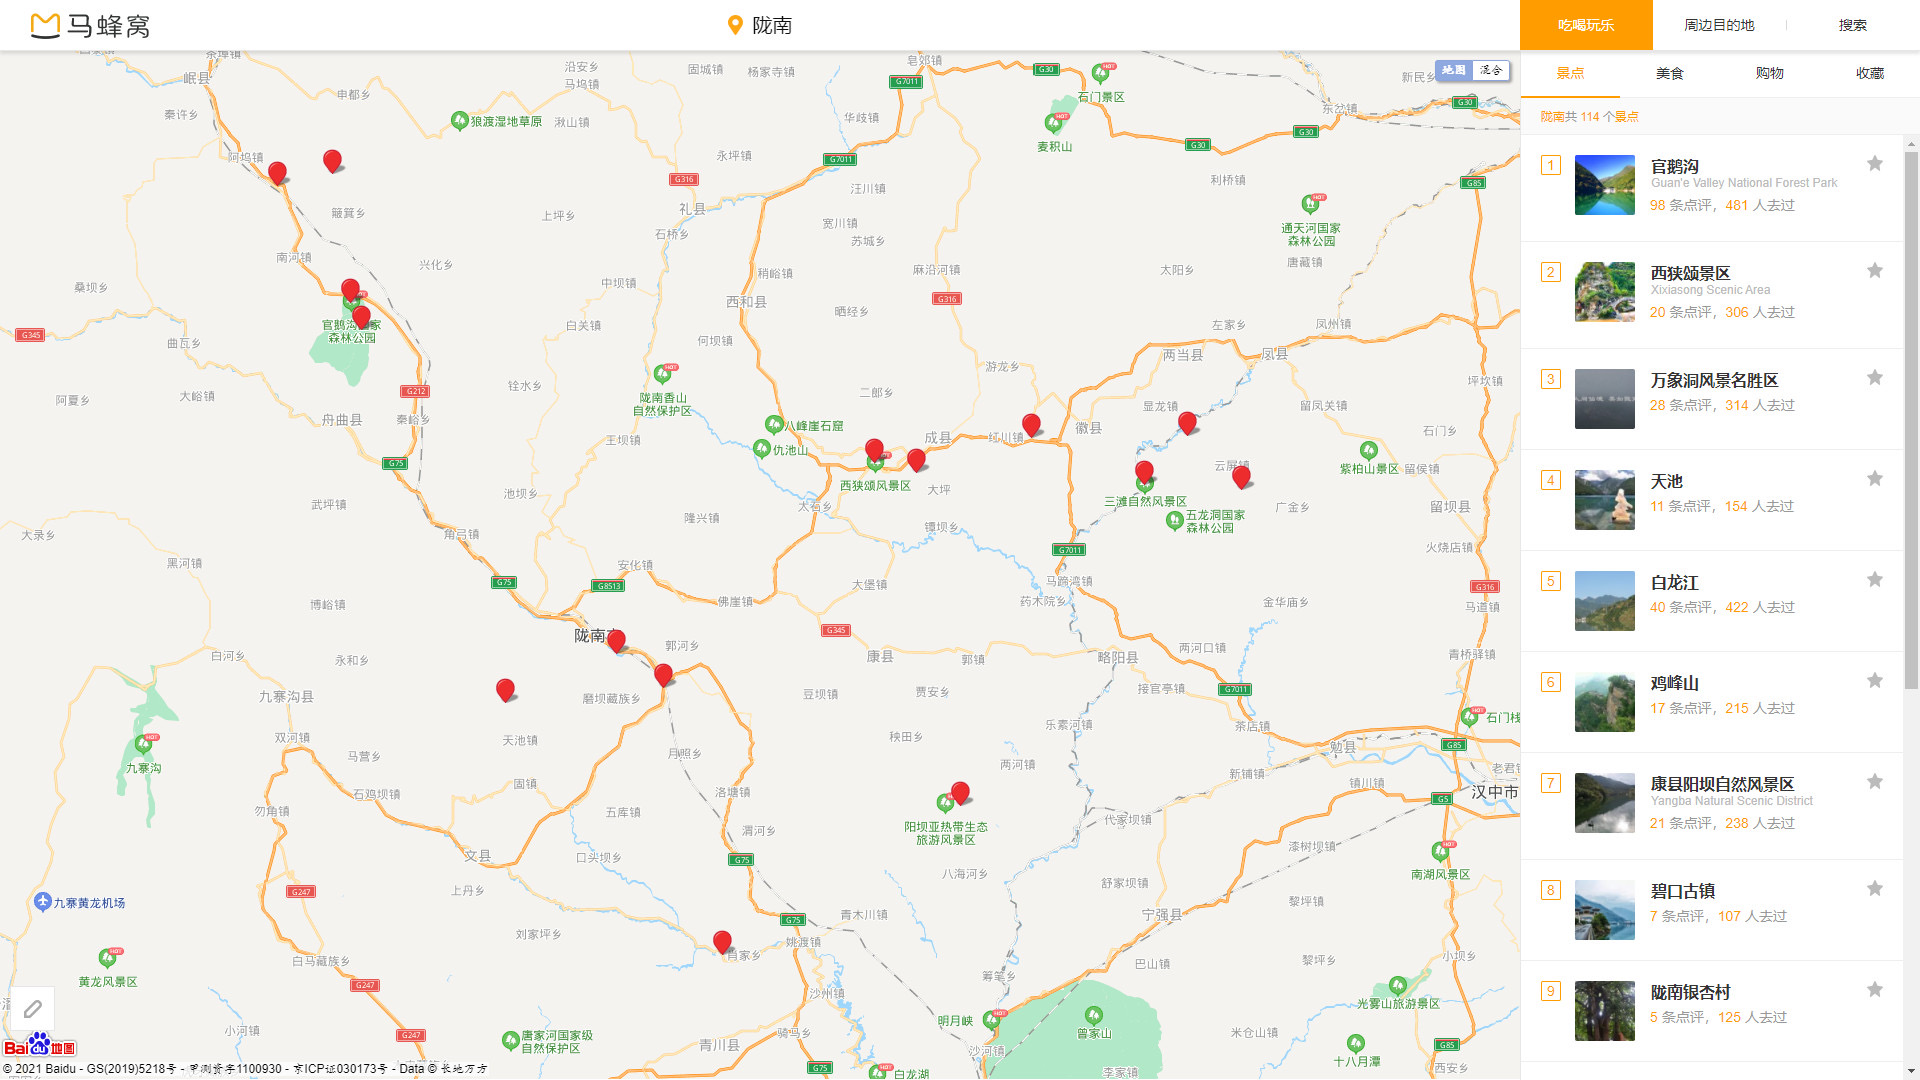 马蜂窝
陇南
吃喝玩乐
周边目的地
搜索
景点
美食
购物
收藏
陇南共 114 个景点
1
官鹅沟
Guan'e Valley National Forest Park
98 条点评，481 人去过
2
西狭颂景区
Xixiasong Scenic Area
20 条点评，306 人去过
3
万象洞风景名胜区
28 条点评，314 人去过
4
天池
11 条点评，154 人去过
5
白龙江
40 条点评，422 人去过
6
鸡峰山
17 条点评，215 人去过
7
康县阳坝自然风景区
Yangba Natural Scenic District
21 条点评，238 人去过
8
碧口古镇
7 条点评，107 人去过
9
陇南银杏村
5 条点评，125 人去过
地图
混合
岷县
茶埠镇
沿安乡
马坞镇
固城镇
杨家寺镇
皂郊镇
G7011
G30
石门景区
新民乡
G30
东岔镇
申都乡
秦许乡
狼渡湿地草原
湫山镇
华歧镇
麦积山
G30
G30
阿坞镇
永坪镇
G7011
G316
汪川镇
利桥镇
G85
簸箕乡
上坪乡
礼县
石桥乡
宽川镇
苏城乡
通天河国家
森林公园
唐藏镇
南河镇
兴化乡
桑坝乡
中坝镇
稍峪镇
麻沿河镇
太阳乡
西和县
G316
晒经乡
官鹅沟国家
森林公园
白关镇
左家乡
凤州镇
G345
曲瓦乡
何坝镇
两当县
凤县
游龙乡
坪坎镇
大峪镇
阿夏乡
G212
铨水乡
陇南香山
自然保护区
二郎乡
显龙镇
留凤关镇
舟曲县
秦峪乡
八峰崖石窟
仇池山
王坝镇
成县
红川镇
徽县
石门乡
G75
西狭颂风景区
大坪
云屏镇
紫柏山景区
留侯镇
池坝乡
三滩自然风景区
五龙洞国家
森林公园
广金乡
留坝县
武坪镇
太石乡
隆兴镇
镡坝乡
大录乡
角弓镇
G7011
火烧店镇
黑河镇
安化镇
G75
G8513
大堡镇
马蹄湾镇
G316
博峪镇
佛崖镇
药木院乡
金华庙乡
马道镇
陇南
G345
郭河乡
白河乡
永和乡
康县
郭镇
略阳县
两河口镇
青桥驿镇
九寨沟县
磨坝藏族乡
豆坝镇
贾安乡
接官亭镇
G7011
双河镇
天池镇
乐素河镇
茶店镇
石门栈
九寨沟
马营乡
月照乡
秧田乡
勉县
G85
两河镇
新铺镇
老君镇
固镇
石鸡坝镇
洛塘镇
镇川镇
汉中市
G5
勿角镇
五库镇
阳坝亚热带生态
旅游风景区
代家坝镇
渭河乡
文县
口头坝乡
G75
漆树坝镇
南湖风景区
上丹乡
八海河乡
舒家坝镇
G247
黎坪镇
九寨黄龙机场
G75
青木川镇
宁强县
刘家坪乡
姚渡镇
肖家乡
白马藏族乡
黄龙风景区
巴山镇
黎坪乡
小坝乡
G247
筹笔乡
沙州镇
光雾山旅游景区
小河镇
G247
唐家河国家级
自然保护区
骑马乡
明月峡
曾家山
米仓山镇
青川县
沙河镇
十八月潭
G85
G75
白龙湖
李家镇
西安乡
Baidu地图
© 2021 Baidu - GS(2019)5218号 - 甲测资字1100930 - 京ICP证030173号 - Data © 长地万方